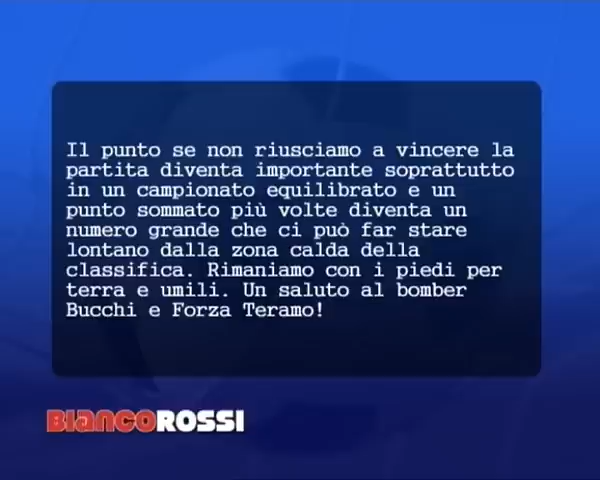 Il punto se non riusciamo a vincere la
partita diventa importante soprattutto
in un campionato equilibrato e un
punto sommato più volte diventa un
numero grande che ci può far stare
lontano dalla zona calda della
classifica. Rimaniamo con i piedi per
terra e umili. Un saluto al bomber
Bucchi e Forza Teramo!
BIANCOROSSI